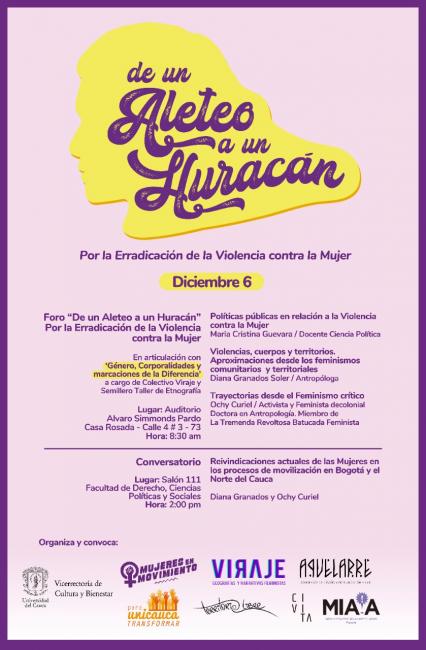 de un
Aleteo
a un
Huracán
Por la Erradicación de la Violencia contra la Mujer
Diciembre 6
Foro “De un Aleteo a un Huracán”
Por la Erradicación de la Violencia
contra la Mujer
En articulación con
'Género, Corporalidades y
marcaciones de la Diferencia'
a cargo de Colectivo Viraje y
Semillero Taller de Etnografía
Lugar: Auditorio
Alvaro Simmonds Pardo
Casa Rosada - Calle 4 # 3 - 73
Hora: 8:30 am
Políticas públicas en relación a la Violencia
contra la Mujer
Maria Cristina Guevara / Docente Ciencia Política
Violencias, cuerpos y territorios.
Aproximaciones desde los feminismos
comunitarios y territoriales
Diana Granados Soler / Antropóloga
Trayectorias desde el Feminismo crítico
Ochy Curiel / Activista y Feminista decolonial
Doctora en Antropología. Miembro de
La Tremenda Revoltosa Batucada Feminista
Conversatorio
Lugar: Salón 111
Facultad de Derecho, Ciencias
Políticas y Sociales
Hora: 2:00 pm
Reivindicaciones actuales de las Mujeres en
los procesos de movilización en Bogotá y el
Norte del Cauca
Diana Granados y Ochy Curiel
Organiza y convoca:
Universidad
del Cauca
Vicerrectoría de
Cultura y Bienestar
MUJERES EN
MOVIMIENTO
VIRAJE
GEOGRAFÍAS Y NARRATIVAS FEMINISTAS
AQUELARRE
para
unicauca
TRANSFORMAR
CIVITA
MIAA